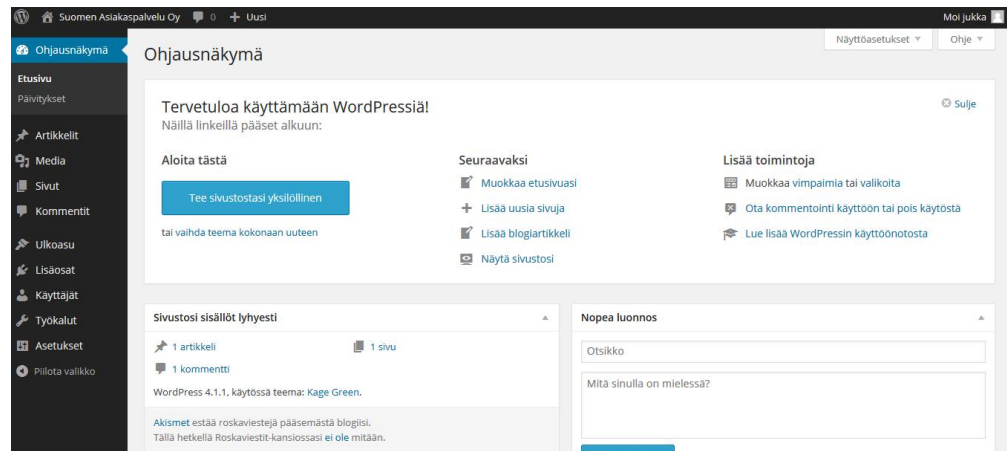 Suomen Asiakaspalvelu Oy 0 + Uusi
Moi jukka
Ohjausnäkymä
Etusivu
Päivitykset
Artikkelit
Media
Sivut
Kommentit
Ulkoasu
Lisäosat
Käyttäjät
Työkalut
Asetukset
Piilota valikko
Näyttöasetukset
Ohje
Ohjausnäkymä
Tervetuloa käyttämään WordPressiä!
Sulje
Näillä linkeillä pääset alkuun:
Aloita tästä
Tee sivustostasi yksilöllinen
tai vaihda teema kokonaan uuteen
Seuraavaksi
Muokkaa etusivuasi
Lisää uusia sivuja
Lisää blogiartikkeli
Näytä sivustosi
Lisää toimintoja
Muokkaa vimpaimia tai valikoita
Ota kommentointi käyttöön tai pois käytöstä
Lue lisää WordPressin käyttöönotosta
Sivustosi sisällöt lyhyesti
1 artikkeli
1 sivu
1 kommentti
WordPress 4.1.1, käytössä teema: Kage Green.
Akismet estää roskaviestejä pääsemästä blogiisi.
Tällä hetkellä Roskaviestit-kansiossasi ei ole mitään.
Nopea luonnos
Otsikko
Mitä sinulla on mielessä?